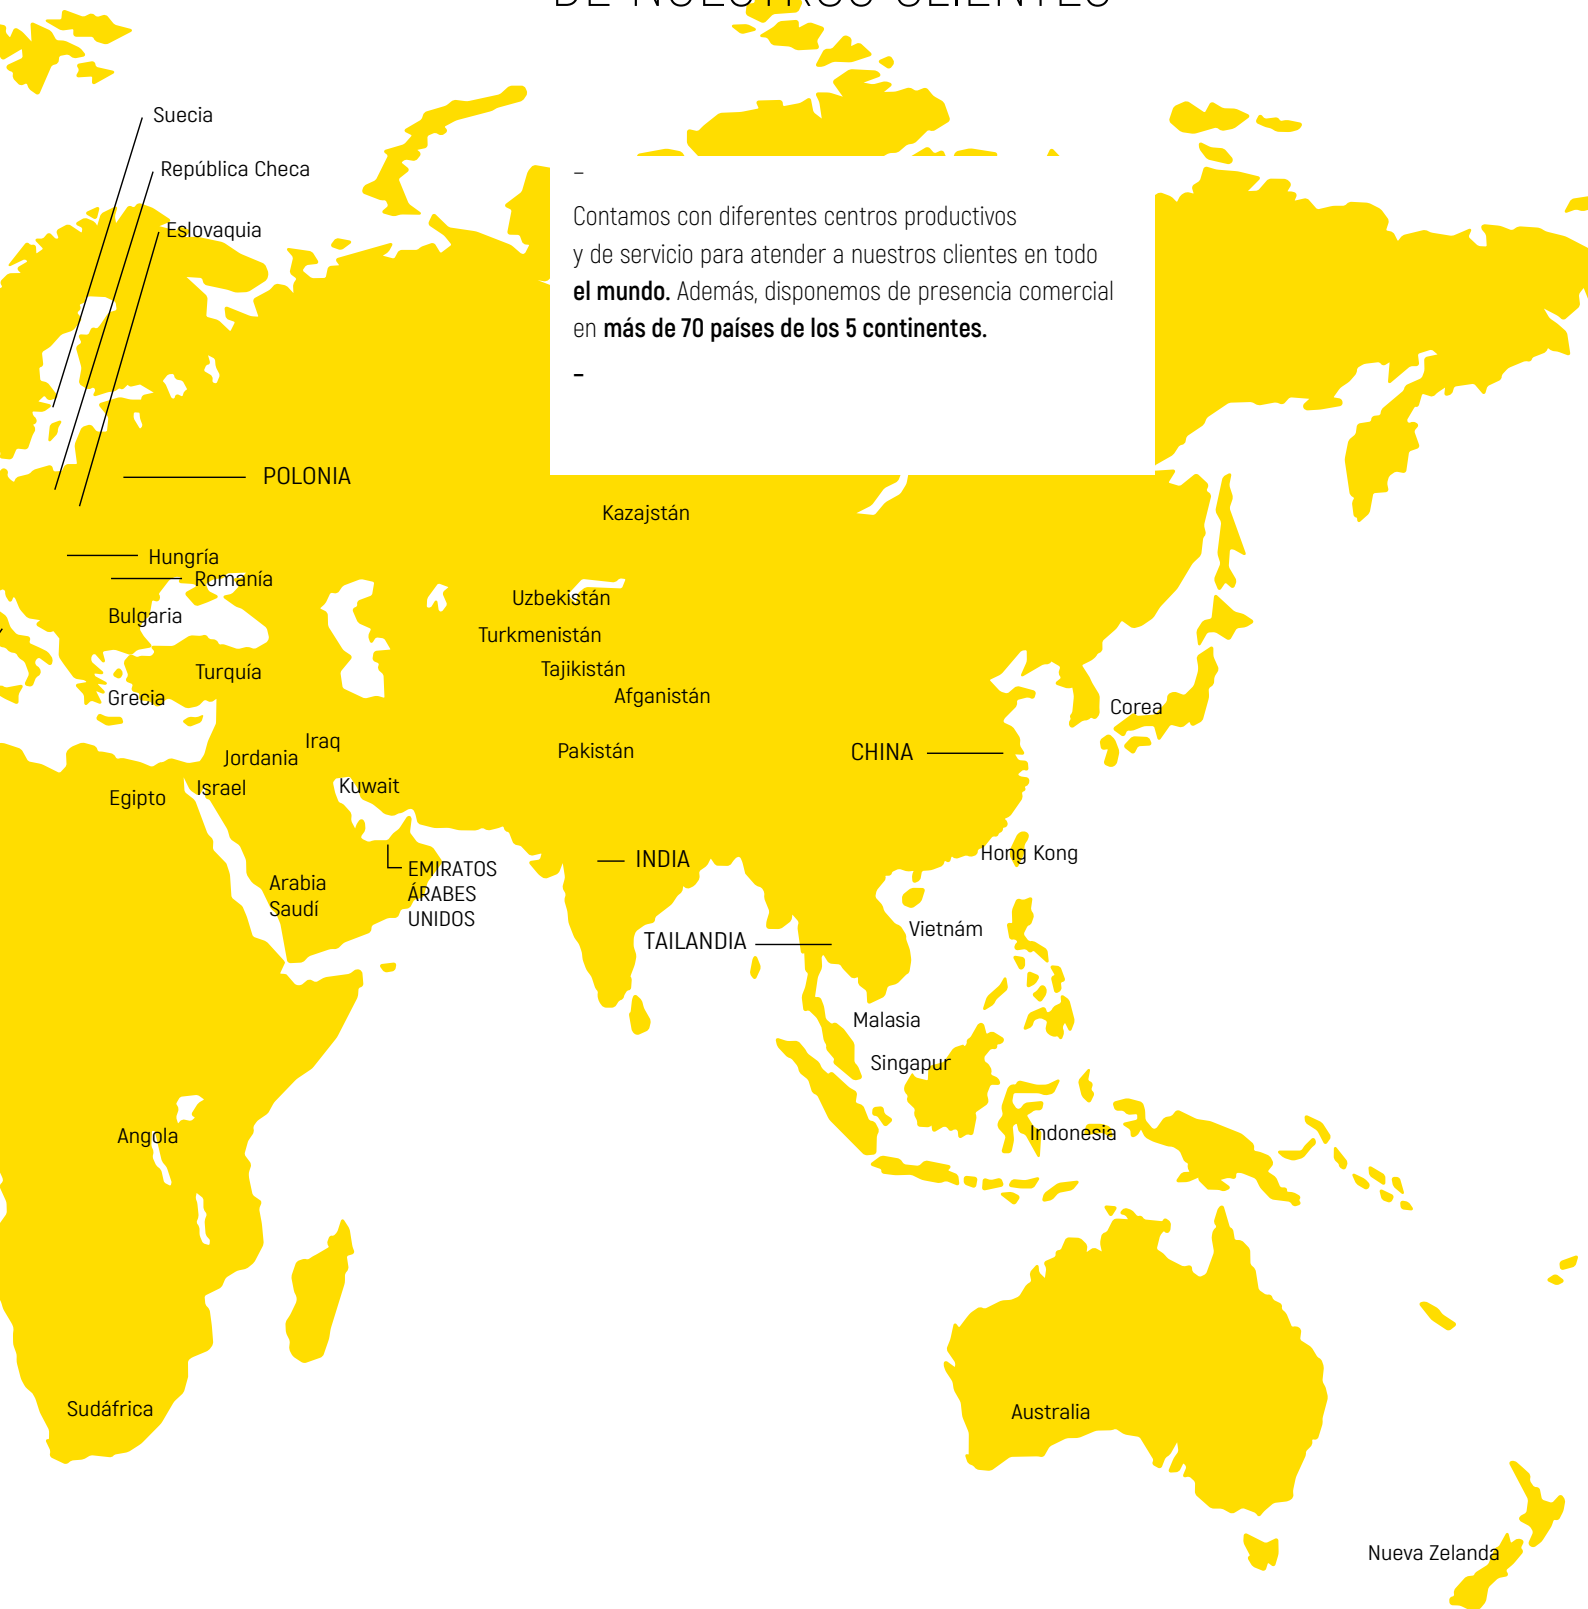 DE NUESTROS CLIENTES
Suecia
República Checa
Eslovaquia
–
Contamos con diferentes centros productivos
y de servicio para atender a nuestros clientes en todo
el mundo. Además, disponemos de presencia comercial
en más de 70 países de los 5 continentes.
–
POLONIA
Kazajstán
Hungría
Romanía
Uzbekistán
Bulgaria
Turkmenistán
Turquía
Tajikistán
Grecia
Afganistán
Corea
Iraq
Jordania
Pakistán
CHINA
Israel
Kuwait
Egipto
Hong Kong
INDIA
EMIRATOS
ÁRABES
UNIDOS
Arabia
Saudí
Vietnám
TAILANDIA
Malasia
Singapur
Angola
Indonesia
Sudáfrica
Australia
Nueva Zelanda